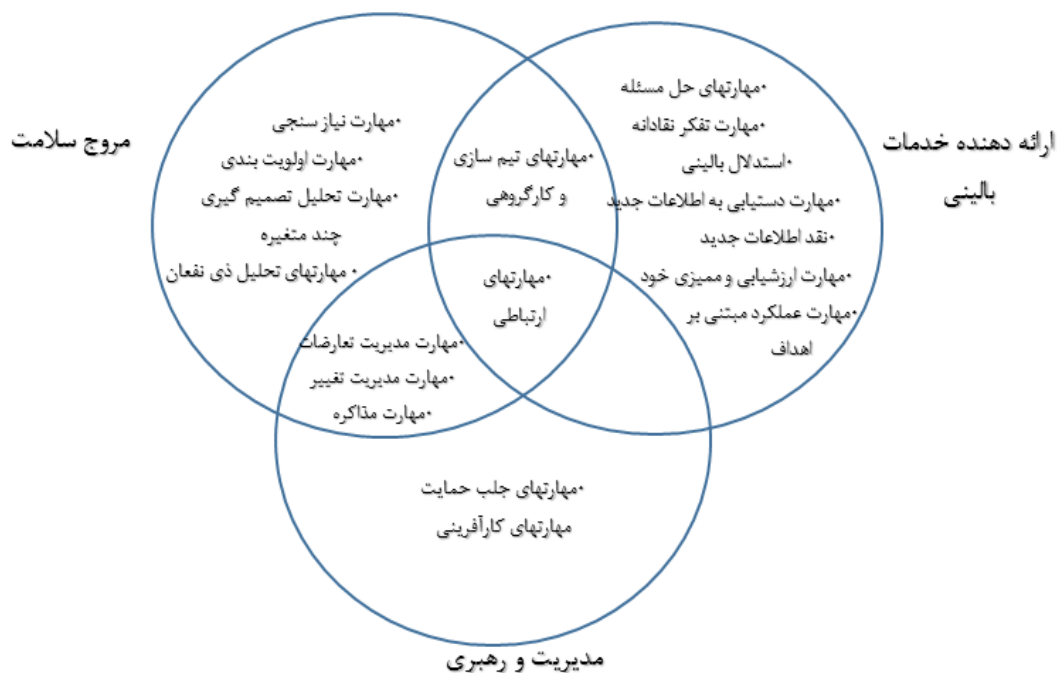 ارائه دهنده خدمات
بالینی
•مهارتهای حل مسئله
•مهارت تفکر نقادانه
•استدلال بالینی
•مهارت دستیابی به اطلاعات جدید
•نقد اطلاعات جدید
•مهارت ارزشیابی و ممیزی خود
•مهارت عملکرد مبتنی بر
اهداف
•مهارتهای تیم سازی
و کارگروهی
•مهارتهای
ارتباطی
مروج سلامت
•مهارت نیاز سنجی
•مهارت اولویت بندی
•مهارت تحلیل تصمیم گیری
چند متغیره
•مهارتهای تحلیل ذی نفعان
•مهارت مدیریت تعارضات
•مهارت مدیریت تغییر
•مهارت مذاکره
•مهارتهای جلب حمایت
مهارتهای کارآفرینی
مدیریت و رهبری